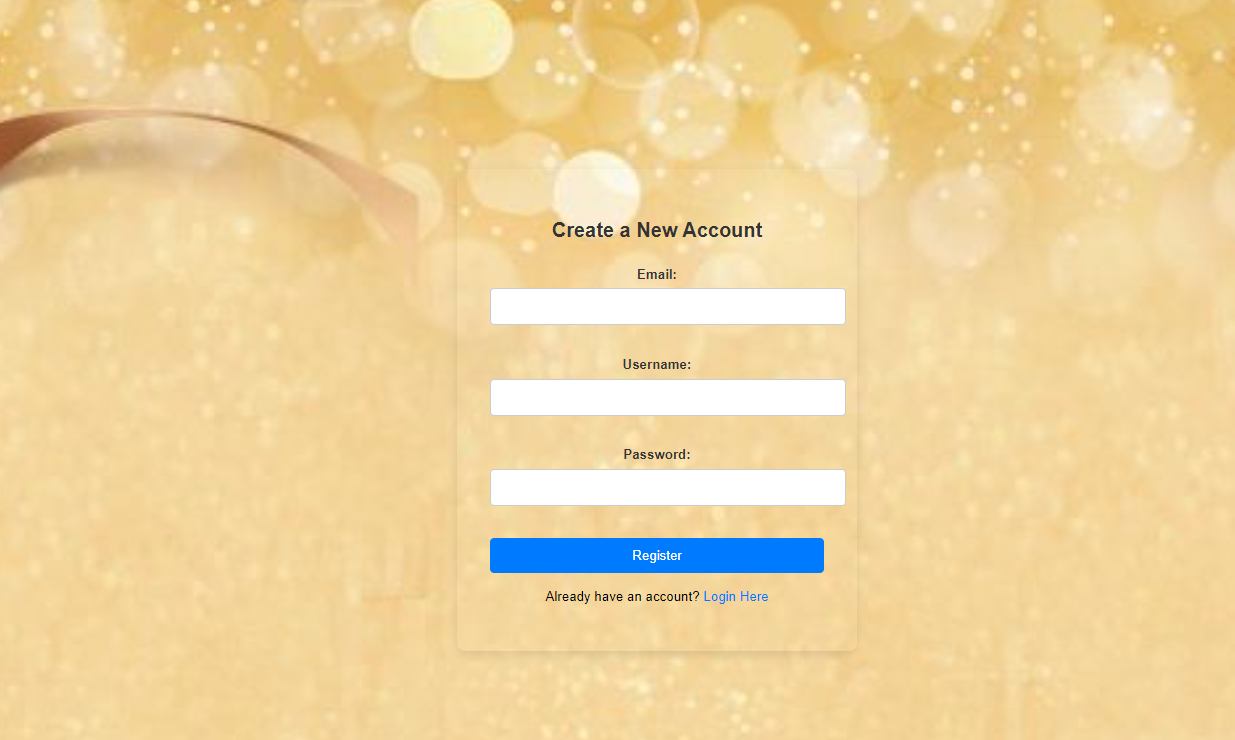 Create a New Account
Email:
Username:
Password:
Register
Already have an account? Login Here